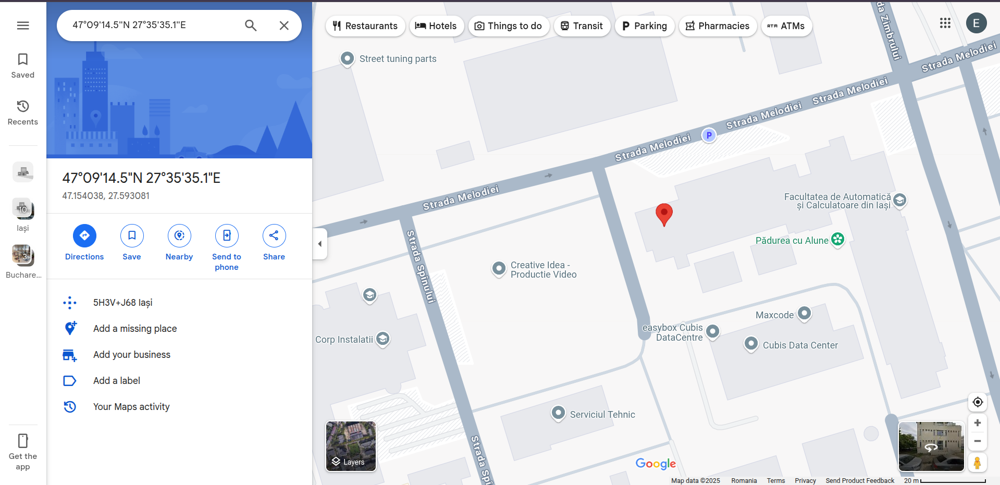 47°09'14.5"N 27°35'35.1"E
Restaurants
Hotels
Things to do
Transit
Parking
Pharmacies
ATM ATMs
E
Saved
Recents
10
Iași
3
Buchare...
Get the
app
47°09'14.5"N 27°35'35.1"E
47.154038, 27.593081
Directions
Save
Nearby
Send to
phone
Share
5H3V+J68 Iași
Add a missing place
Add your business
Add a label
Your Maps activity
Street tuning parts
da Zimbrului
Strada Melodiei
Strada Melodiei
Strada Melodiei
P
Strada Melodiei
Strada Melodiei
Facultatea de Automatică
și Calculatoare din Iași
Pădurea cu Alune
Strada Spinului
Creative Idea -
Productie Video
Corp Instalatii
Maxcode
easybox Cubis
DataCentre
Cubis Data Center
Serviciul Tehnic
Strada Spi
Layers
Google
Map data ©2025
Romania
Terms
Privacy
Send Product Feedback
20 m